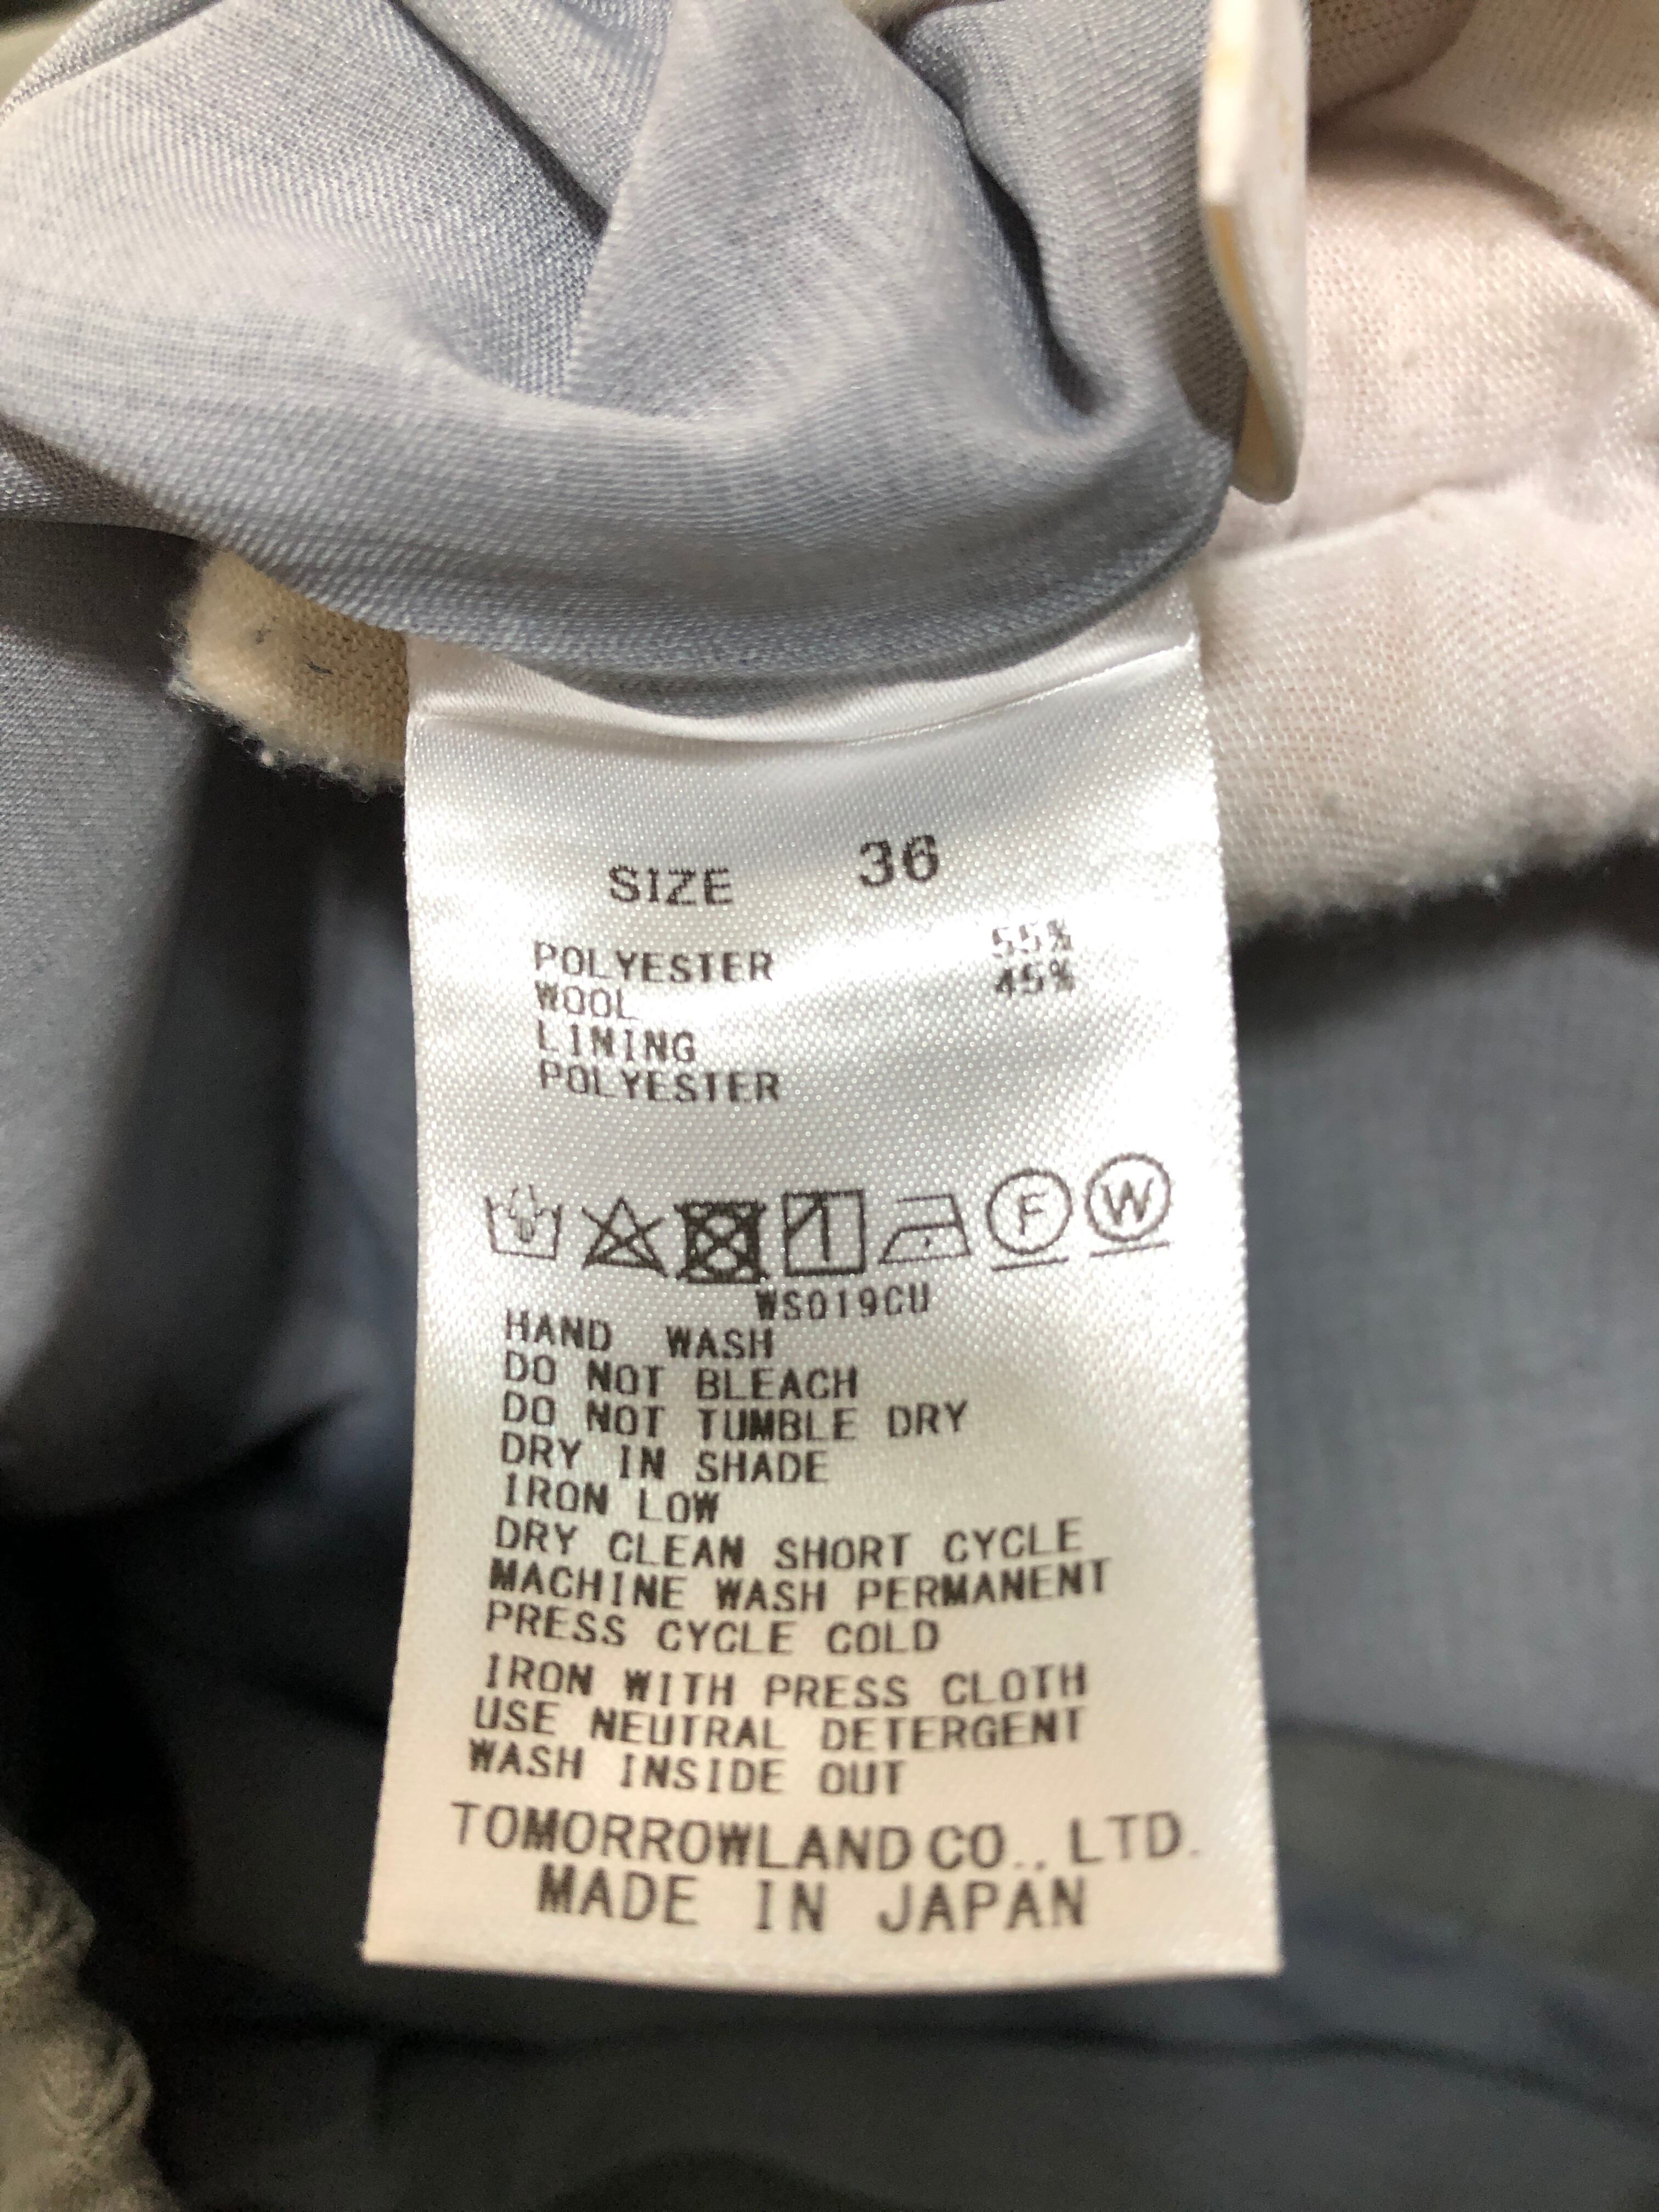 SIZE 36
POLYESTER 55%
WOOL 45%
LINING
POLYESTER
F W
WS019CU
HAND WASH
DO NOT BLEACH
DO NOT TUMBLE DRY
DRY IN SHADE
IRON LOW
DRY CLEAN SHORT CYCLE
MACHINE WASH PERMANENT
PRESS CYCLE COLD
IRON WITH PRESS CLOTH
USE NEUTRAL DETERGENT
WASH INSIDE OUT
TOMORROWLAND CO., LTD.
MADE IN JAPAN